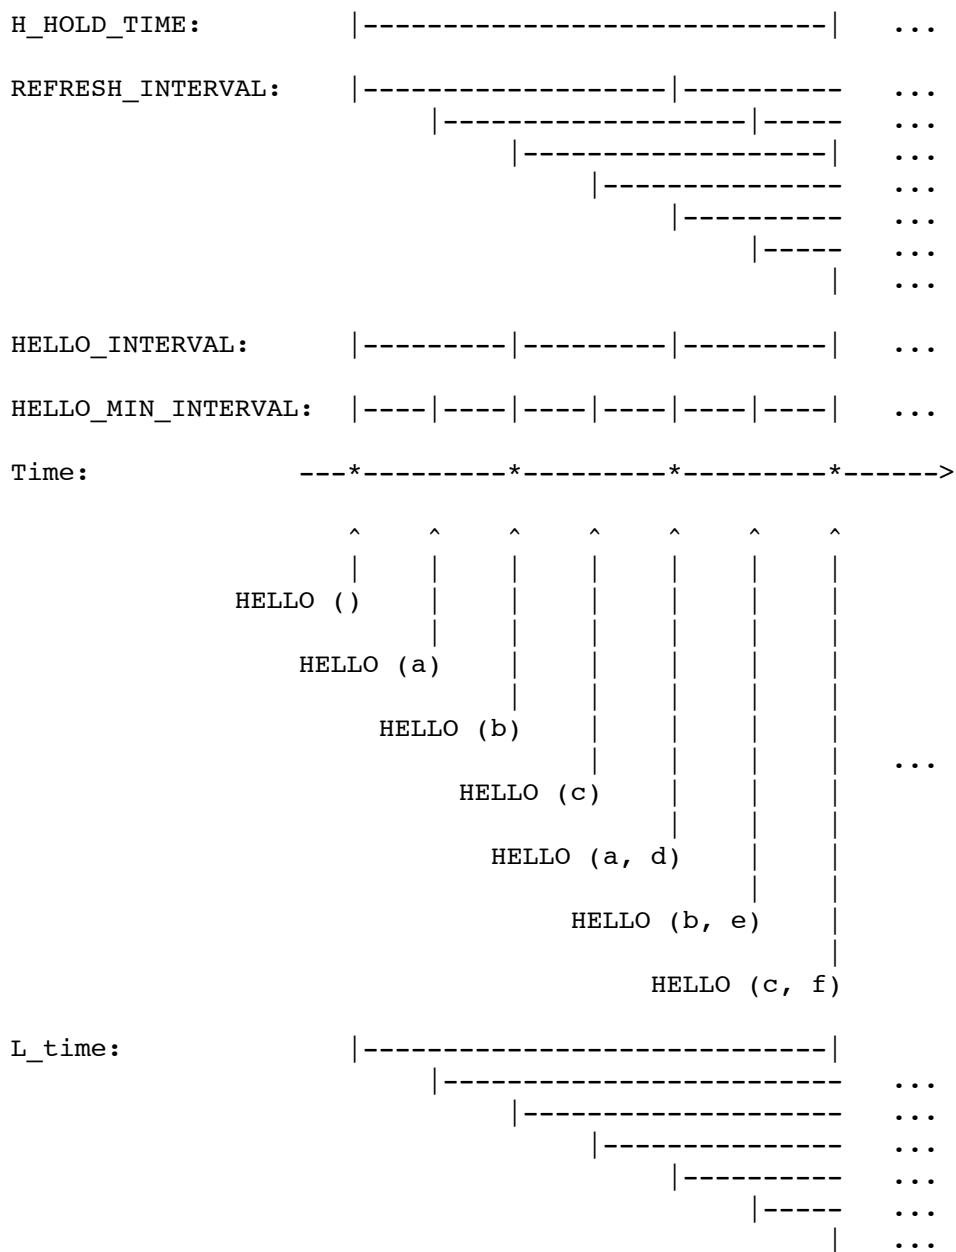 H_HOLD_TIME:         |-----------------------------|   ...
REFRESH_INTERVAL:    |-------------------|----------   ...
                          |-------------------|-----   ...
                               |-------------------|   ...
                                    |---------------   ...
                                         |----------   ...
                                              |-----   ...
                                                   |   ...
HELLO_INTERVAL:      |---------|---------|---------|   ...
HELLO_MIN_INTERVAL:  |----|----|----|----|----|----|   ...
Time:             ---*---------*---------*---------*------>
                     ^    ^    ^    ^    ^    ^    ^
                     |    |    |    |    |    |    |
              HELLO ()    |    |    |    |    |    |
                          |    |    |    |    |    |
                  HELLO (a)    |    |    |    |    |
                               |    |    |    |    |
                       HELLO (b)    |    |    |    |
                                    |    |    |    |   ...
                            HELLO (c)    |    |    |
                                         |    |    |
                              HELLO (a, d)    |    |
                                              |    |
                                   HELLO (b, e)    |
                                                   |
                                        HELLO (c, f)
L_time:              |-----------------------------|
                          |-------------------------   ...
                               |--------------------   ...
                                    |---------------   ...
                                         |----------   ...
                                              |-----   ...
                                                   |   ...